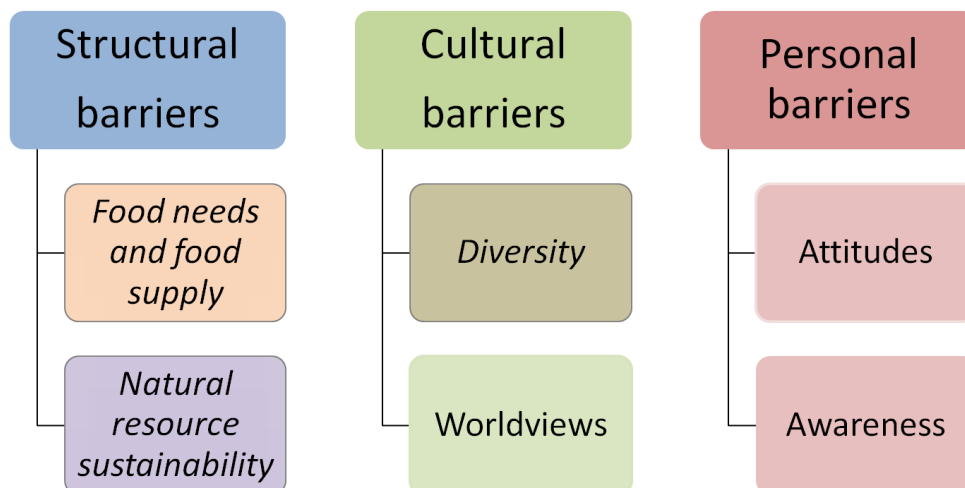 Structural
barriers
Food needs
and food
supply
Natural
resource
sustainability
Cultural
barriers
Diversity
Worldviews
Personal
barriers
Attitudes
Awareness